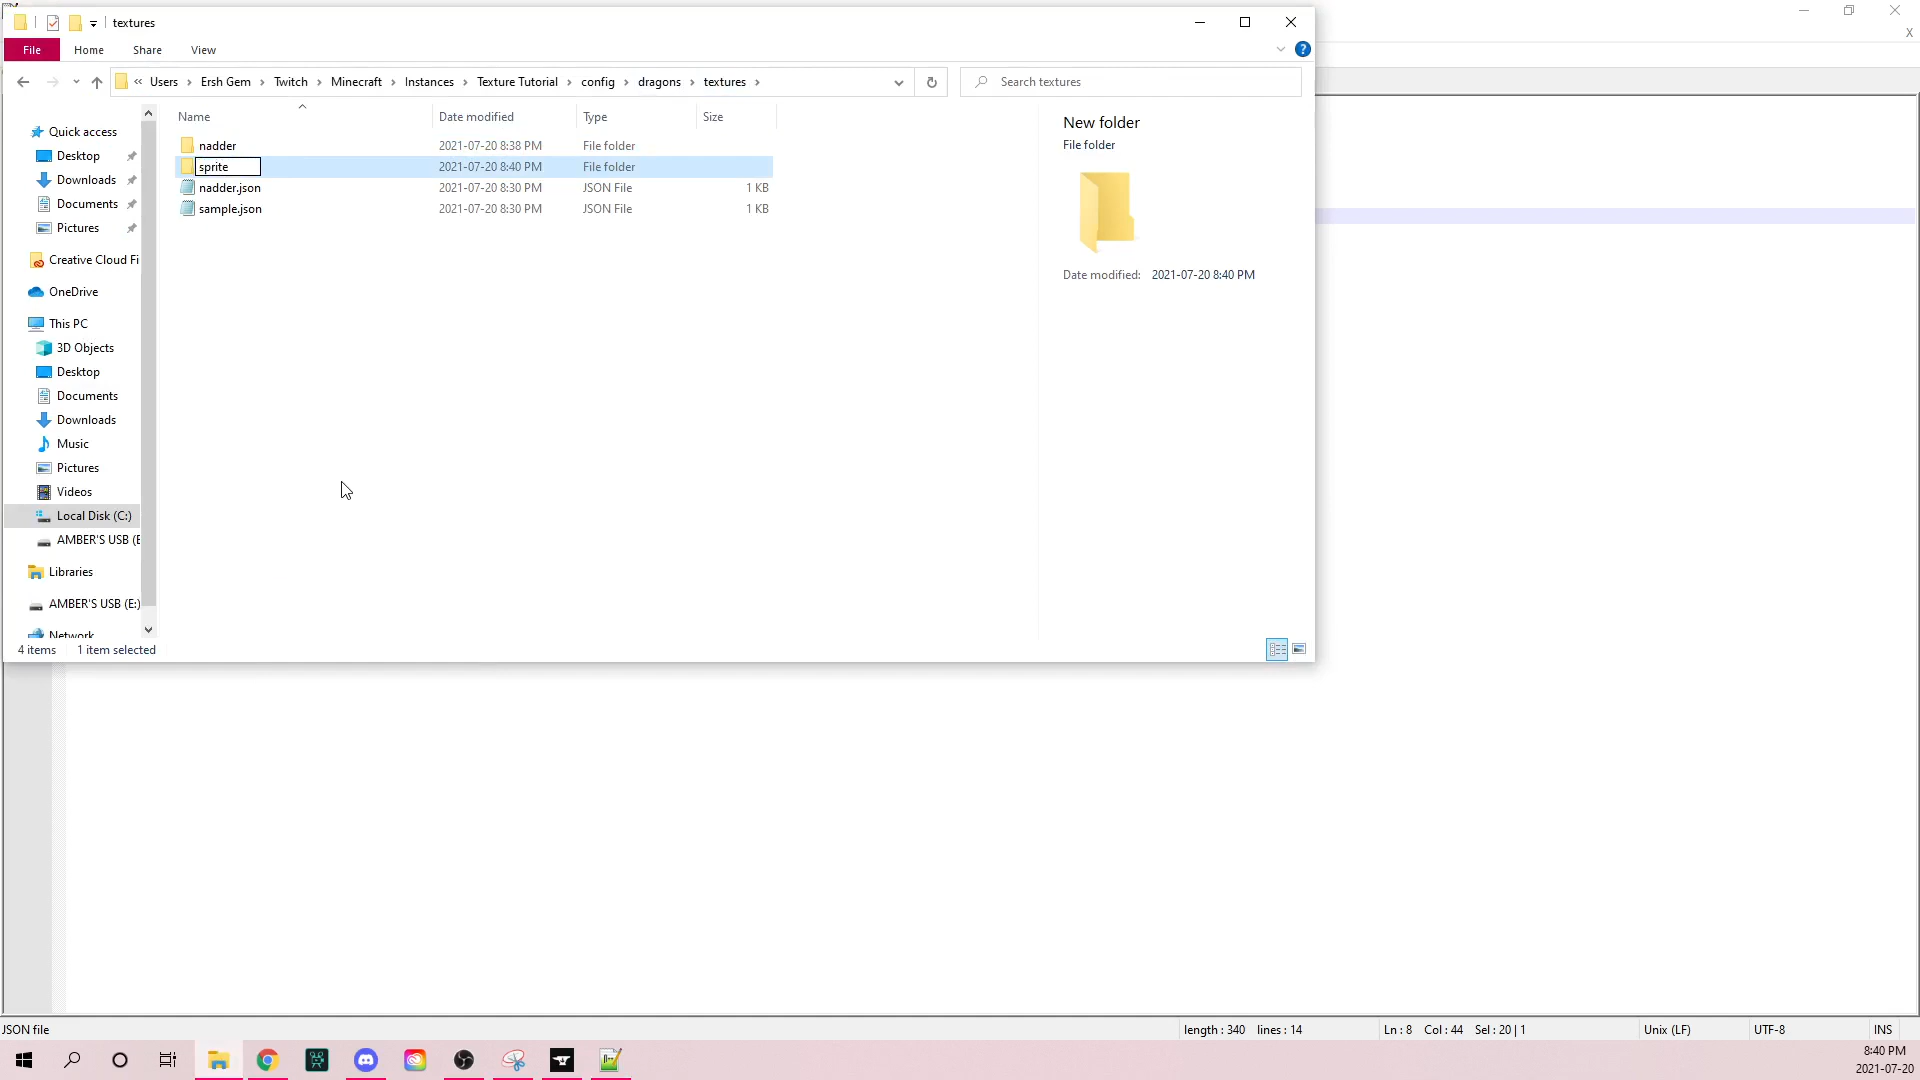 textures
File
Home
Share
View
« Users > Ersh Gem > Twitch > Minecraft > Instances > Texture Tutorial > config > dragons > textures >
Search textures
Name
Date modified
Type
Size
Quick access
Desktop
Downloads
Documents
Pictures
Creative Cloud Fi
OneDrive
This PC
3D Objects
Desktop
Documents
Downloads
Music
Pictures
Videos
Local Disk (C:)
AMBER'S USB (E
Libraries
AMBER'S USB (E:)
Network
nadder 2021-07-20 8:38 PM File folder
sprite 2021-07-20 8:40 PM File folder
nadder.json 2021-07-20 8:30 PM JSON File 1 KB
sample.json 2021-07-20 8:30 PM JSON File 1 KB
New folder
File folder
Date modified: 2021-07-20 8:40 PM
4 items 1 item selected
JSON file
length : 340 lines : 14
Ln : 8 Col : 44 Sel : 20 | 1
Unix (LF)
UTF-8
INS
8:40 PM
2021-07-20